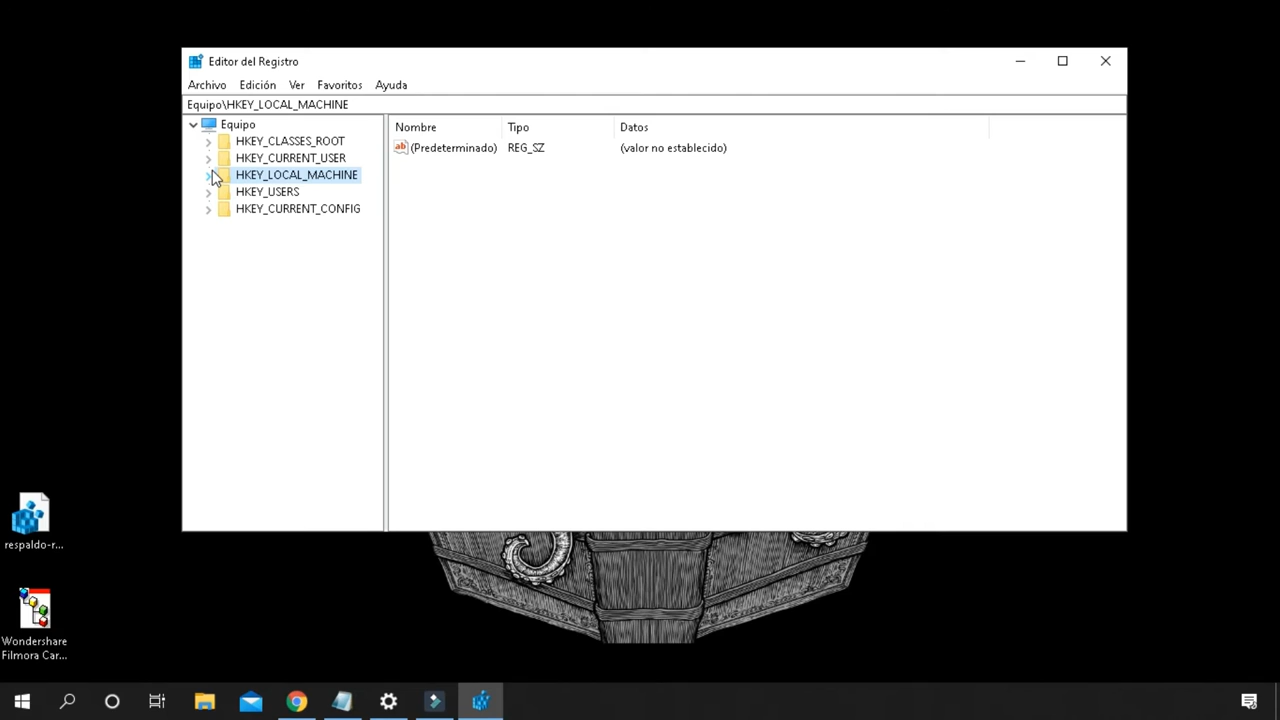 Editor del Registro
Archivo Edición Ver Favoritos Ayuda
Equipo\HKEY_LOCAL_MACHINE
Equipo
HKEY_CLASSES_ROOT
HKEY_CURRENT_USER
HKEY_LOCAL_MACHINE
HKEY_USERS
HKEY_CURRENT_CONFIG
Nombre Tipo Datos
ab (Predeterminado) REG_SZ (valor no establecido)
respaldo-r...
Wondershare
Filmora Car...